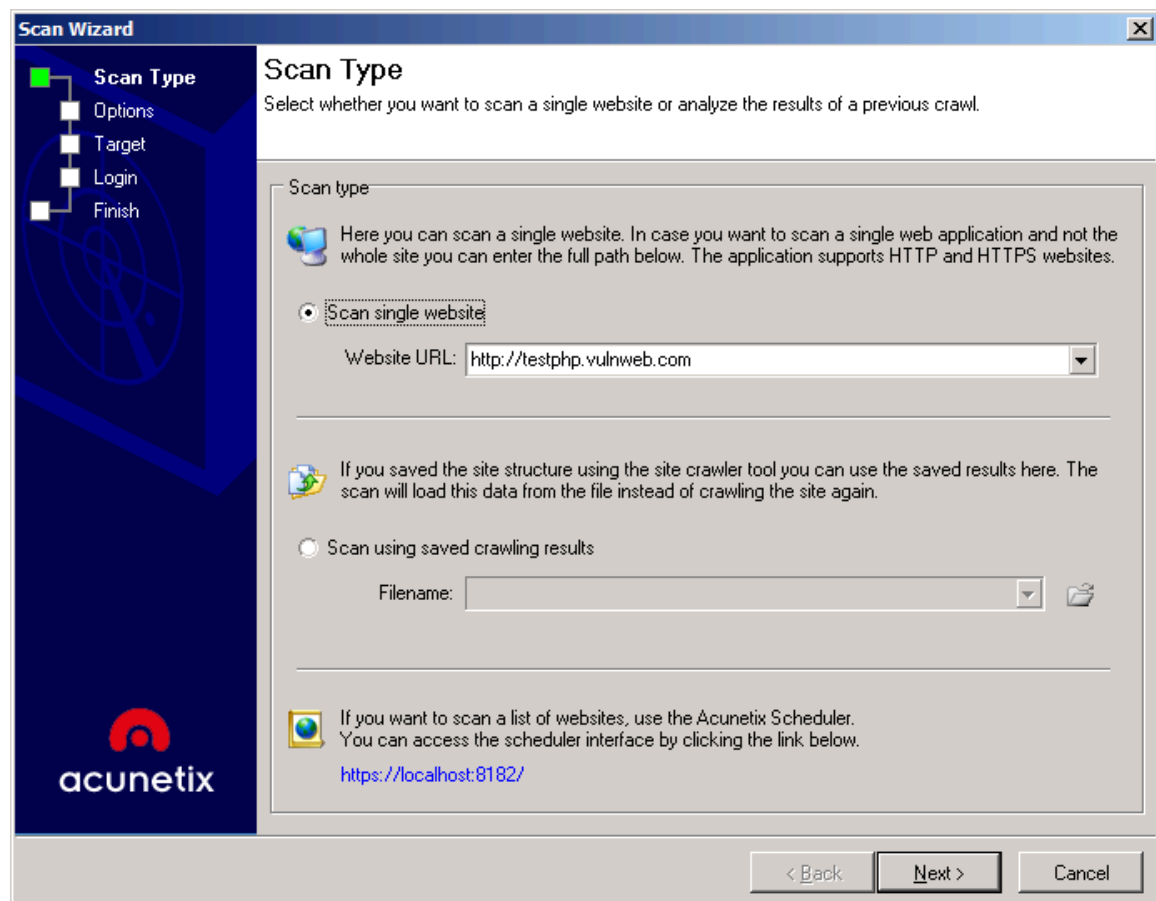 Scan Wizard
Scan Type
Options
Target
Login
Finish
acunetix
Scan Type
Select whether you want to scan a single website or analyze the results of a previous crawl.
Scan type
Here you can scan a single website. In case you want to scan a single web application and not the
whole site you can enter the full path below. The application supports HTTP and HTTPS websites.
Scan single website
Website URL: http://testphp.vulnweb.com
If you saved the site structure using the site crawler tool you can use the saved results here. The
scan will load this data from the file instead of crawling the site again.
Scan using saved crawling results
Filename:
If you want to scan a list of websites, use the Acunetix Scheduler.
You can access the scheduler interface by clicking the link below.
https://localhost:8182/
< Back Next > Cancel